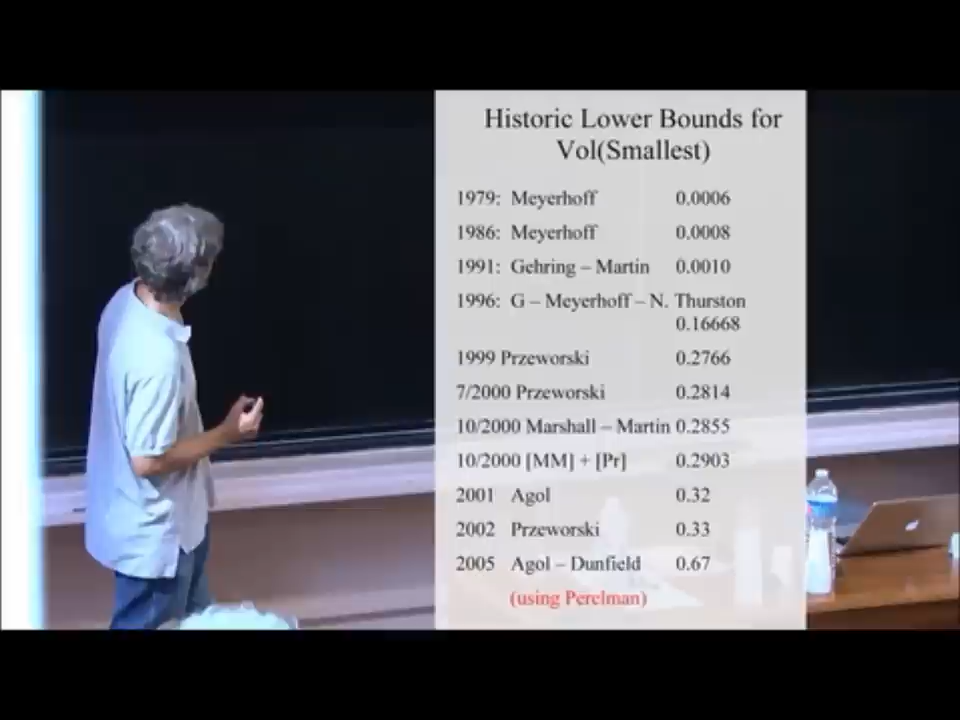 Historic Lower Bounds for
Vol(Smallest)
1979: Meyerhoff 0.0006
1986: Meyerhoff 0.0008
1991: Gehring – Martin 0.0010
1996: G – Meyerhoff – N. Thurston
0.16668
1999 Przeworski 0.2766
7/2000 Przeworski 0.2814
10/2000 Marshall – Martin 0.2855
10/2000 [MM] + [Pr] 0.2903
2001 Agol 0.32
2002 Przeworski 0.33
2005 Agol – Dunfield 0.67
(using Perelman)